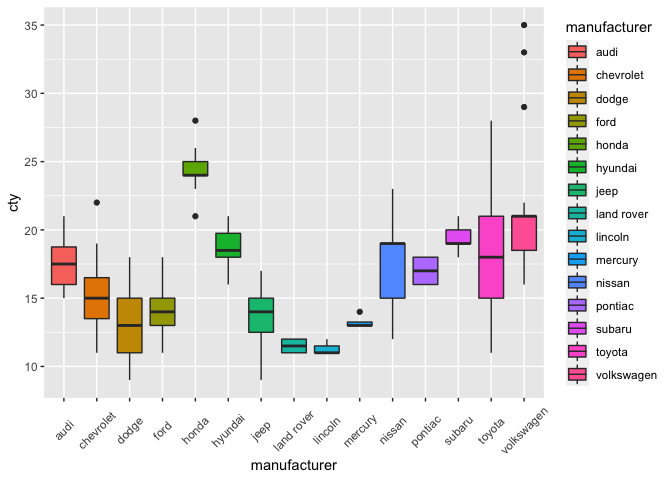 35
30
25
20
15
10
cty
audi
chevrolet
dodge
ford
honda
hyundai
jeep
land rover
lincoln
mercury
nissan
pontiac
subaru
toyota
volkswagen
manufacturer
manufacturer
audi
chevrolet
dodge
ford
honda
hyundai
jeep
land rover
lincoln
mercury
nissan
pontiac
subaru
toyota
volkswagen